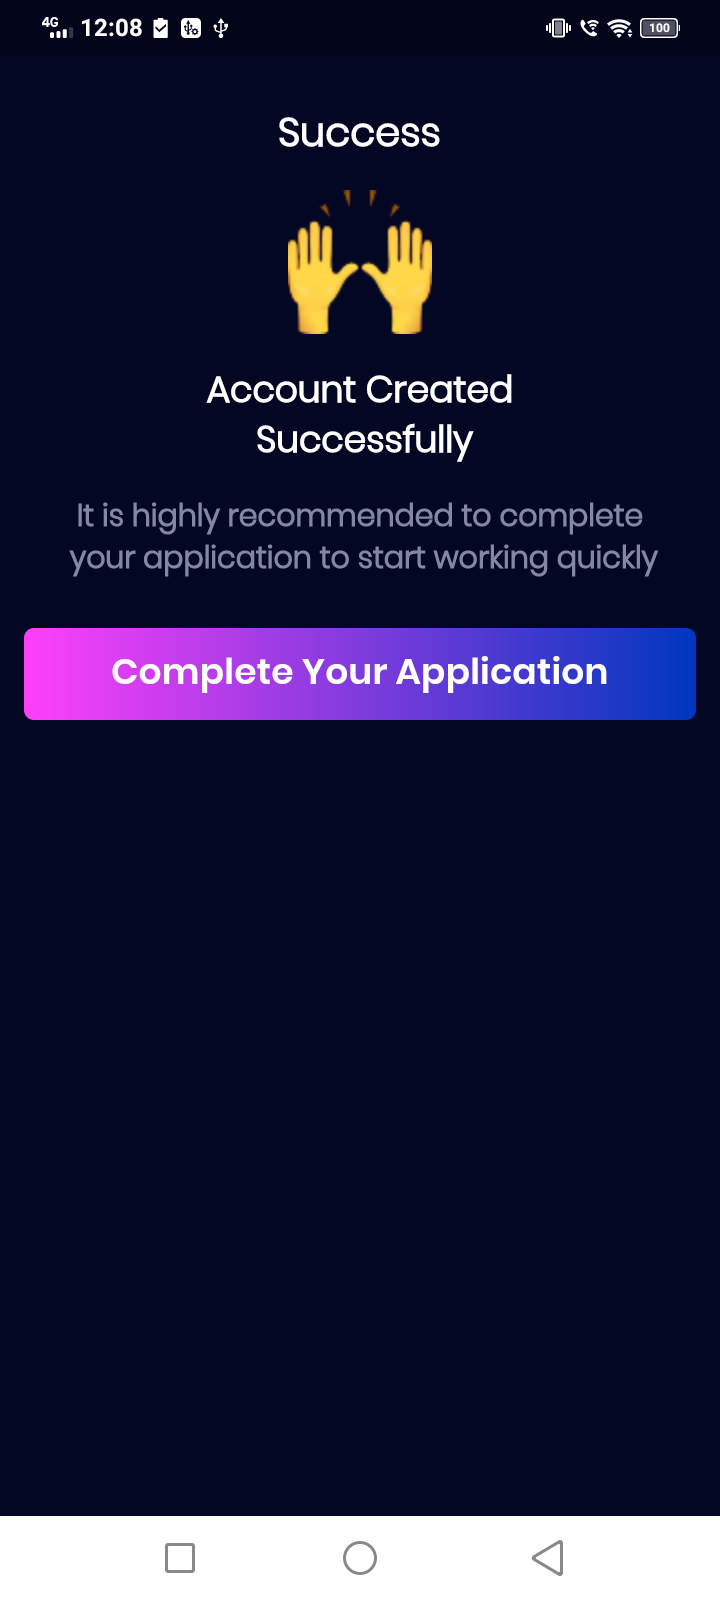 4G 12:08 100
Success
Account Created
Successfully
It is highly recommended to complete
your application to start working quickly
Complete Your Application